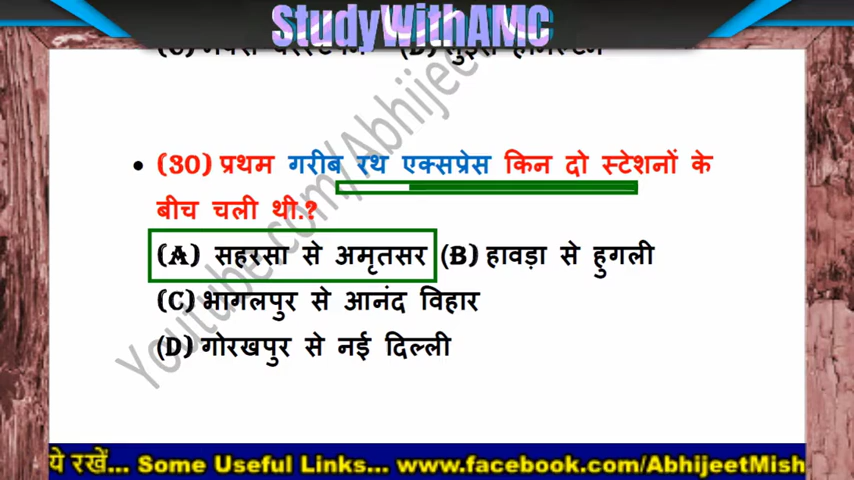 StudyWithAMC
• (30) प्रथम गरीब रथ एक्सप्रेस किन दो स्टेशनों के
बीच चली थी.?
(A) सहरसा से अमृतसर (B) हावड़ा से हुगली
(C) भागलपुर से आनंद विहार
(D) गोरखपुर से नई दिल्ली
Youtube.com/Abhijeet
ये रखें... Some Useful Links... www.facebook.com/AbhijeetMish